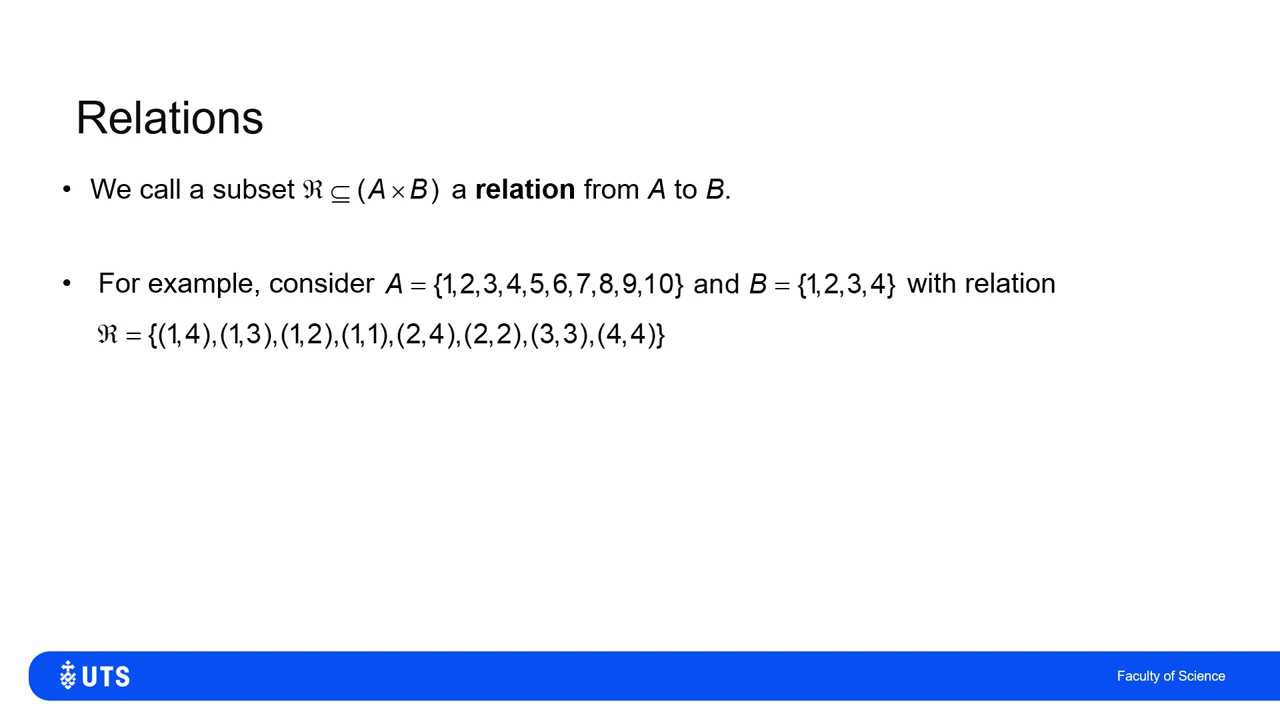 Relations
• We call a subset ℜ ⊆ (A × B) a relation from A to B.
• For example, consider A = {1,2,3,4,5,6,7,8,9,10} and B = {1,2,3,4} with relation
ℜ = {(1,4),(1,3),(1,2),(1,1),(2,4),(2,2),(3,3),(4,4)}
UTS
Faculty of Science